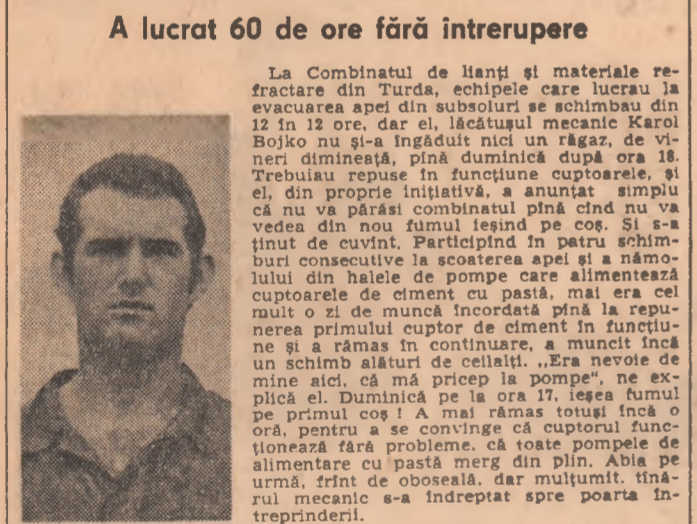 A lucrat 60 de ore fără întrerupere
La Combinatul de lianți și materiale re-
fractare din Turda, echipele care lucrau la
evacuarea apei din subsoluri se schimbau din
12 în 12 ore, dar el, lăcătușul mecanic Karol
Bojko nu și-a îngăduit nici un răgaz, de vi-
neri dimineață, pînă duminică după ora 18.
Trebuiau repuse în funcțiune cuptoarele, și
el, din proprie inițiativă, a anunțat simplu
că nu va părăsi combinatul pînă cînd nu va
vedea din nou fumul ieșind pe coș. Și s-a
ținut de cuvînt. Participînd în patru schim-
buri consecutive la scoaterea apei și a nămo-
lului din halele de pompe care alimentează
cuptoarele de ciment cu pastă, mai era cel
mult o zi de muncă încordată pînă la repu-
nerea primului cuptor de ciment în funcțiu-
ne și a rămas în continuare, a muncit încă
un schimb alături de ceilalți. „Era nevoie de
mine aici, că mă pricep la pompe“, ne ex-
plică el. Duminică pe la ora 17, ieșea fumul
pe primul coș ! A mai rămas totuși încă o
oră, pentru a se convinge că cuptorul func-
ționează fără probleme. că toate pompele de
alimentare cu pastă merg din plin. Abia pe
urmă, frînt de oboseală, dar mulțumit. tînă-
rul mecanic s-a îndreptat spre poarta în-
treprinderii.